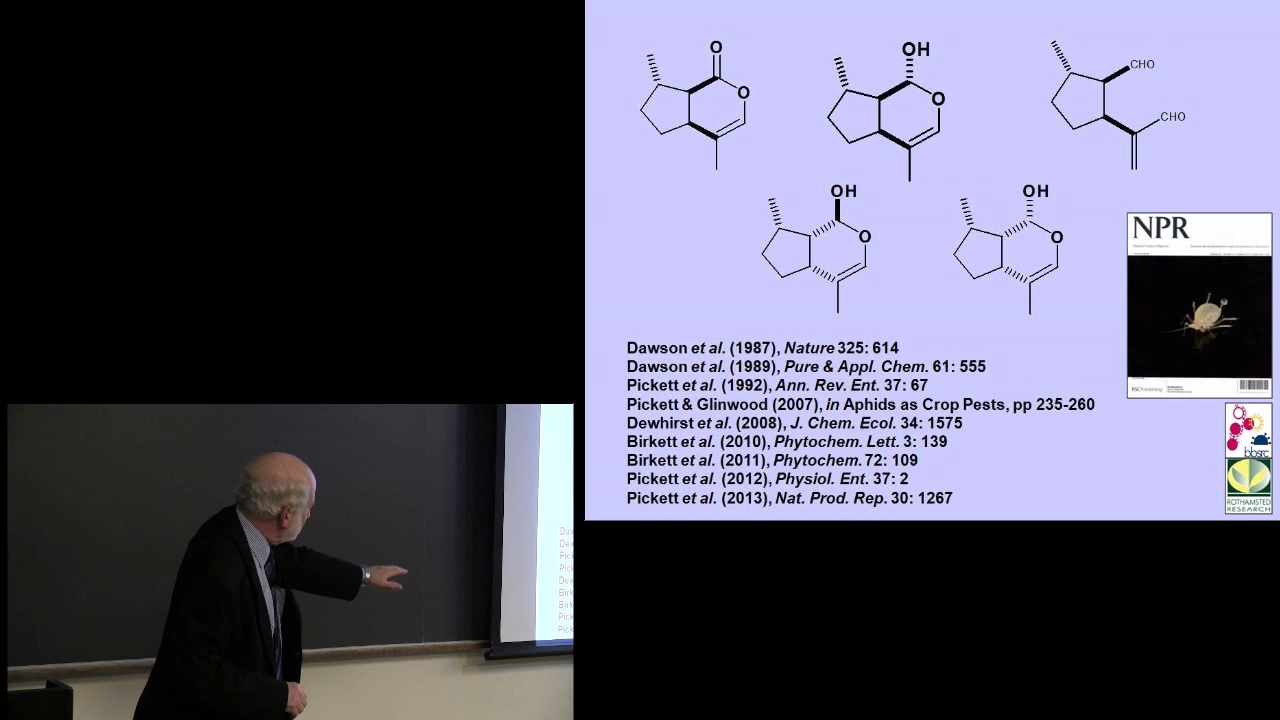 O
O
OH
O
CHO
CHO
OH
O
OH
O
NPR
Dawson et al. (1987), Nature 325: 614
Dawson et al. (1989), Pure & Appl. Chem. 61: 555
Pickett et al. (1992), Ann. Rev. Ent. 37: 67
Pickett & Glinwood (2007), in Aphids as Crop Pests, pp 235-260
Dewhirst et al. (2008), J. Chem. Ecol. 34: 1575
Birkett et al. (2010), Phytochem. Lett. 3: 139
Birkett et al. (2011), Phytochem. 72: 109
Pickett et al. (2012), Physiol. Ent. 37: 2
Pickett et al. (2013), Nat. Prod. Rep. 30: 1267
RSC Publishing
bbsrc
ROTHAMSTED
RESEARCH